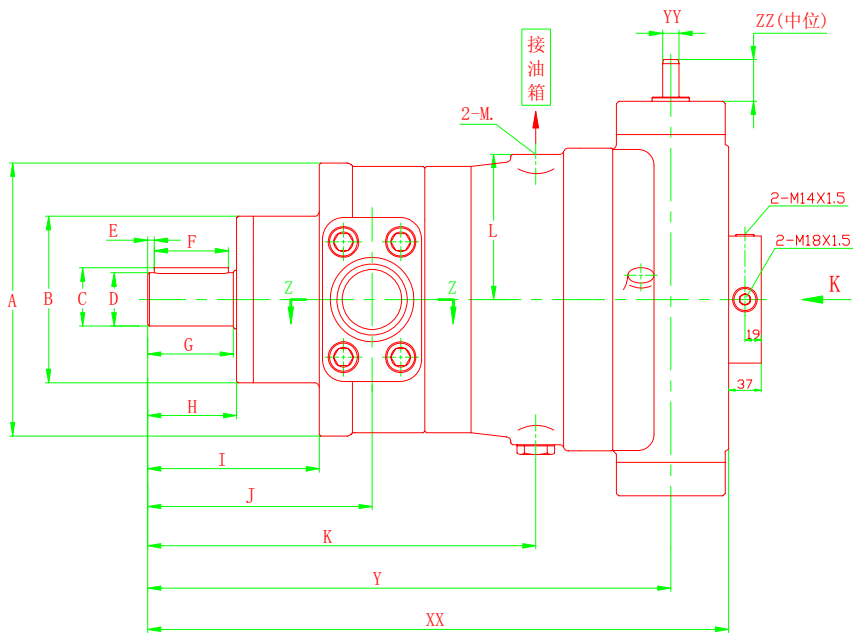 YY
ZZ(中位)
接
油
箱
2-M.
L
2-M14X1.5
2-M18X1.5
E
F
A
B
C
D
Z
Z
K
G
19
37
H
I
J
K
Y
XX